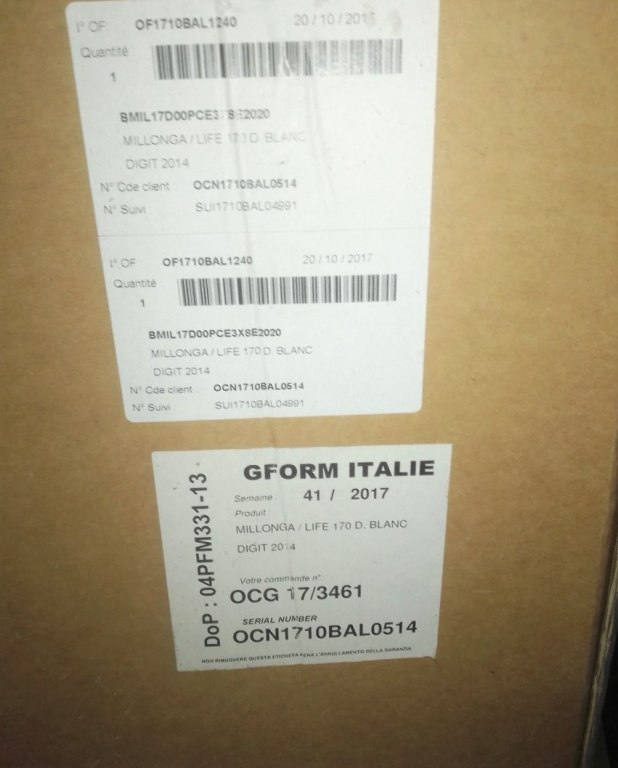 I° OF OF1710BAL1240 20/10/2017
Quantité
1
MILLONGA / LIFE 170 D. BLANC
DIGIT 2014
N° Cde client : OCN1710BAL0514
N° Suivi SUI1710BAL04991
I° OF OF1710BAL1240 20/10/2017
Quantité
1
BMIL17D00PCE3X8E2020
MILLONGA / LIFE 170 D. BLANC
DIGIT 2014
N° Cde client : OCN1710BAL0514
N° Suivi SUI1710BAL04991
DoP : 04PFM331-13
GFORM ITALIE
Semaine : 41 / 2017
Produit :
MILLONGA / LIFE 170 D. BLANC
DIGIT 2014
Votre commande n°
OCG 17/3461
SERIAL NUMBER
OCN1710BAL0514
NON RIMUOVERE QUESTA ETICHETA PENA L'ANNULLAMENTO DELLA GARANZIA